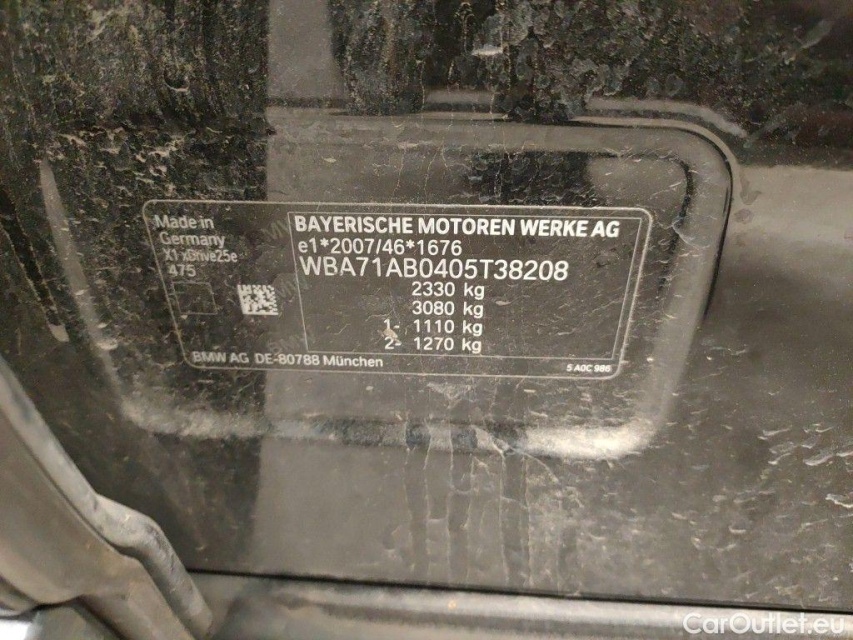 Made in
Germany
X1 xDrive25e
475
BAYERISCHE MOTOREN WERKE AG
e1*2007/46*1676
WBA71AB0405T38208
2330 kg
3080 kg
1- 1110 kg
2- 1270 kg
BMW AG DE-80788 München
5 A0C 986
CarOutlet.eu